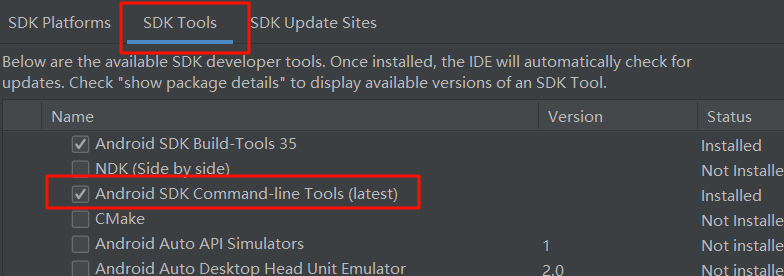 SDK Platforms SDK Tools SDK Update Sites
Below are the available SDK developer tools. Once installed, the IDE will automatically check for
updates. Check "show package details" to display available versions of an SDK Tool.
Name Version Status
Android SDK Build-Tools 35 Installed
NDK (Side by side) Not Installe
Android SDK Command-line Tools (latest) Installed
CMake Not Installe
Android Auto API Simulators 1 Not installe
Android Auto Desktop Head Unit Emulator 2.0 Not installe